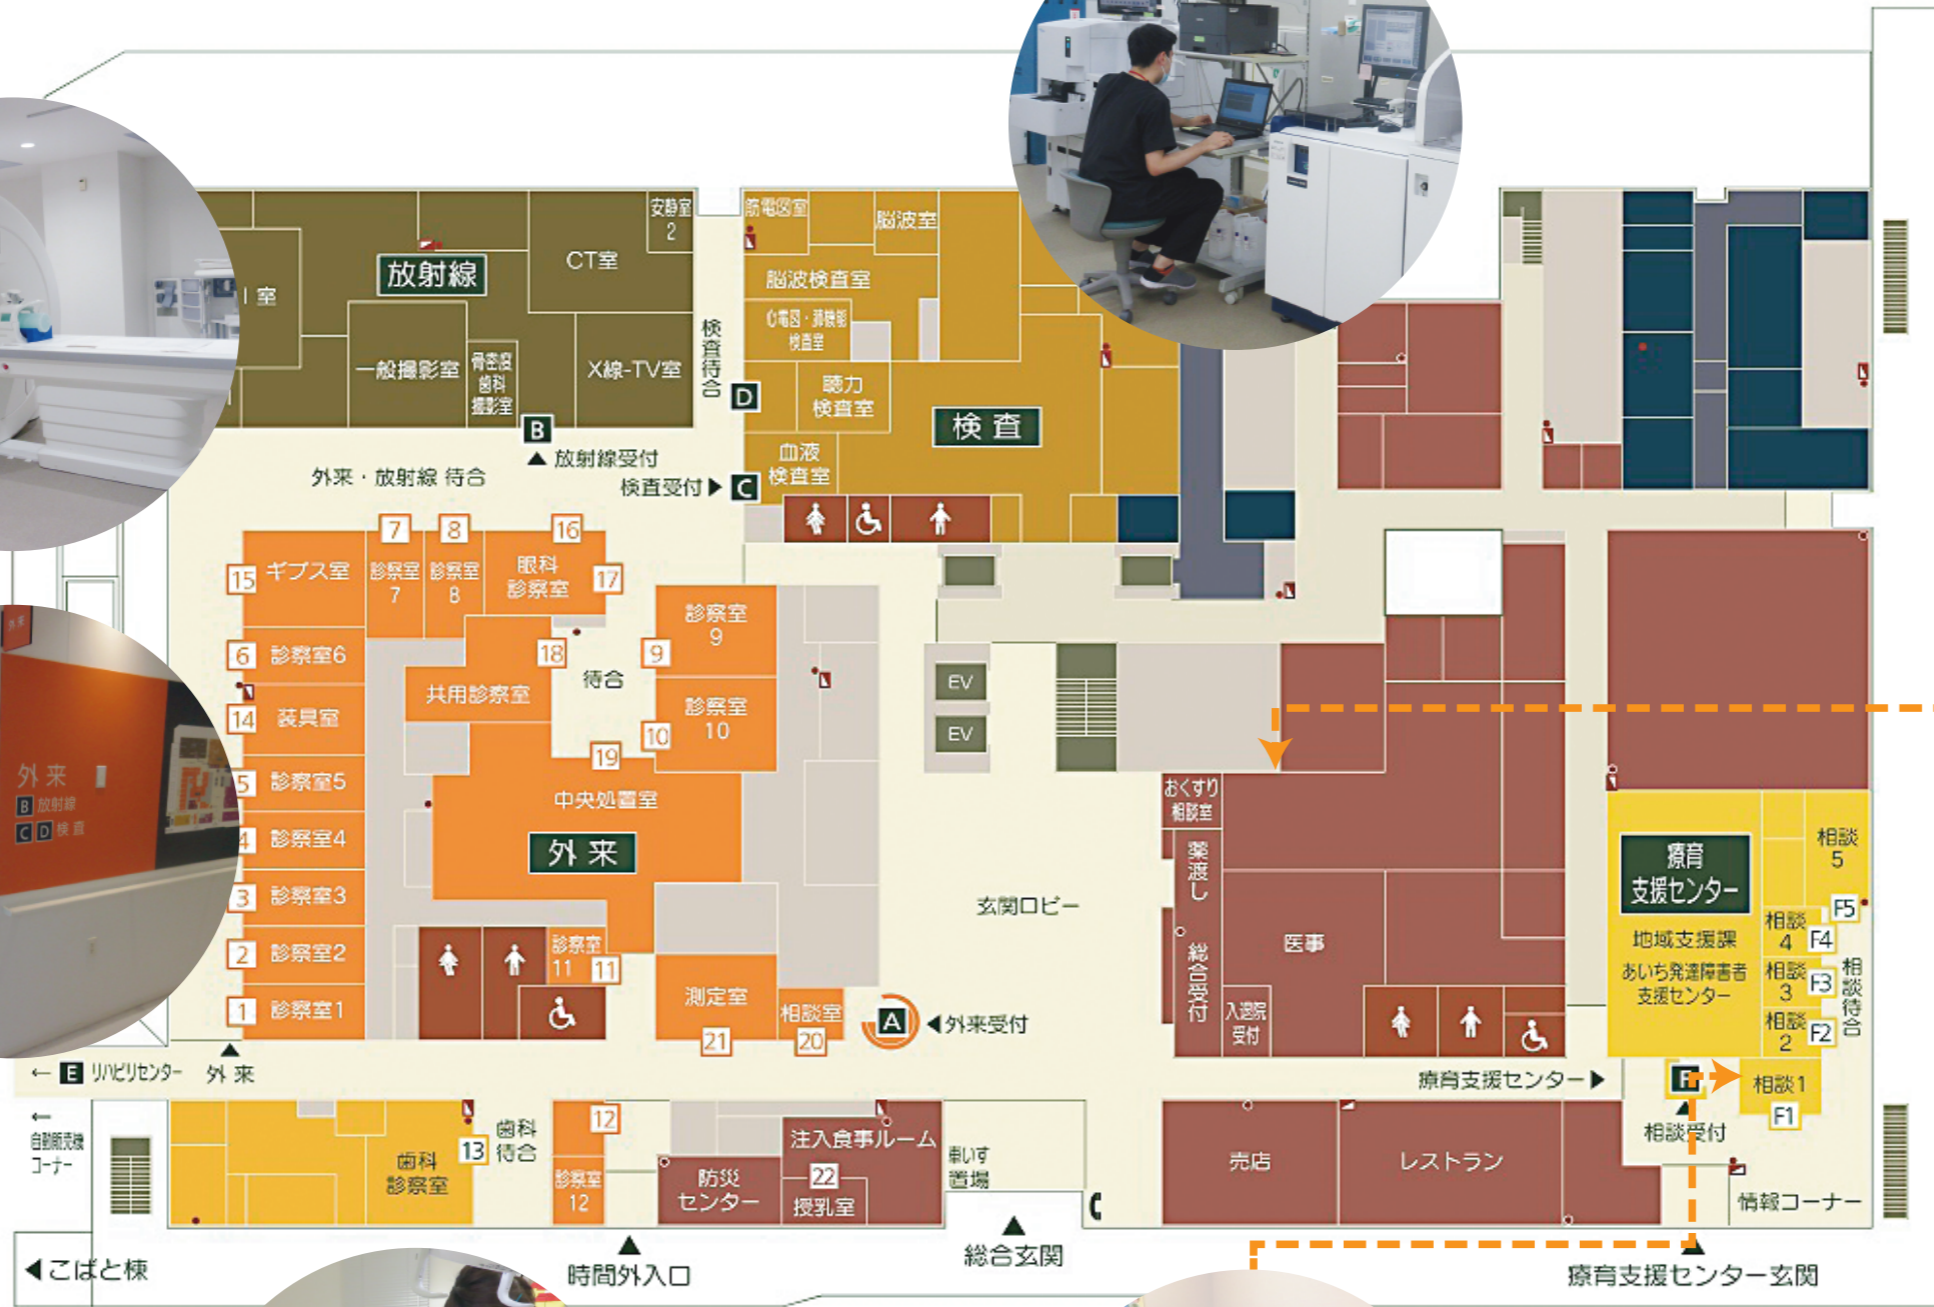 安静室
2
筋電図室
脳波室
CT室
放射線
脳波検査室
室
心電図・肺機能
検査室
検査待合
一般撮影室
骨密度
歯科
撮影室
X線-TV室
聴力
検査室
D
検査
B
▲ 放射線受付
血液
検査室
外来・放射線 待合
検査受付▶ C
7
8
16
15
ギプス室
診察室
7
診察室
8
眼科
診察室
17
診察室
9
6
診察室6
18
9
待合
共用診察室
14
装具室
診察室
10
10
EV
EV
19
5
診察室5
中央処置室
おくすり
相談室
4
診察室4
外来
薬渡し
療育
支援センター
相談
5
3
診察室3
玄関ロビー
F5
相談
4
F4
2
診察室2
診察室
11
11
総合受付
医事
地域支援課
あいち発達障害者
支援センター
相談
3
F3
相談待合
1
診察室1
測定室
相談室
21
20
A
◀外来受付
入退院
受付
相談
2
F2
← E リハビリセンター
▲
外来
療育支援センター▶
F
相談1
F1
▲
相談受付
←
自動販売機
コーナー
歯科
診察室
13
歯科
待合
12
診察室
12
防災
センター
注入食事ルーム
22
授乳室
車いす
置場
売店
レストラン
情報コーナー
◀こばと棟
▲
時間外入口
▲
総合玄関
▲
療育支援センター玄関
外来
外来
B 放射線
C D 検査